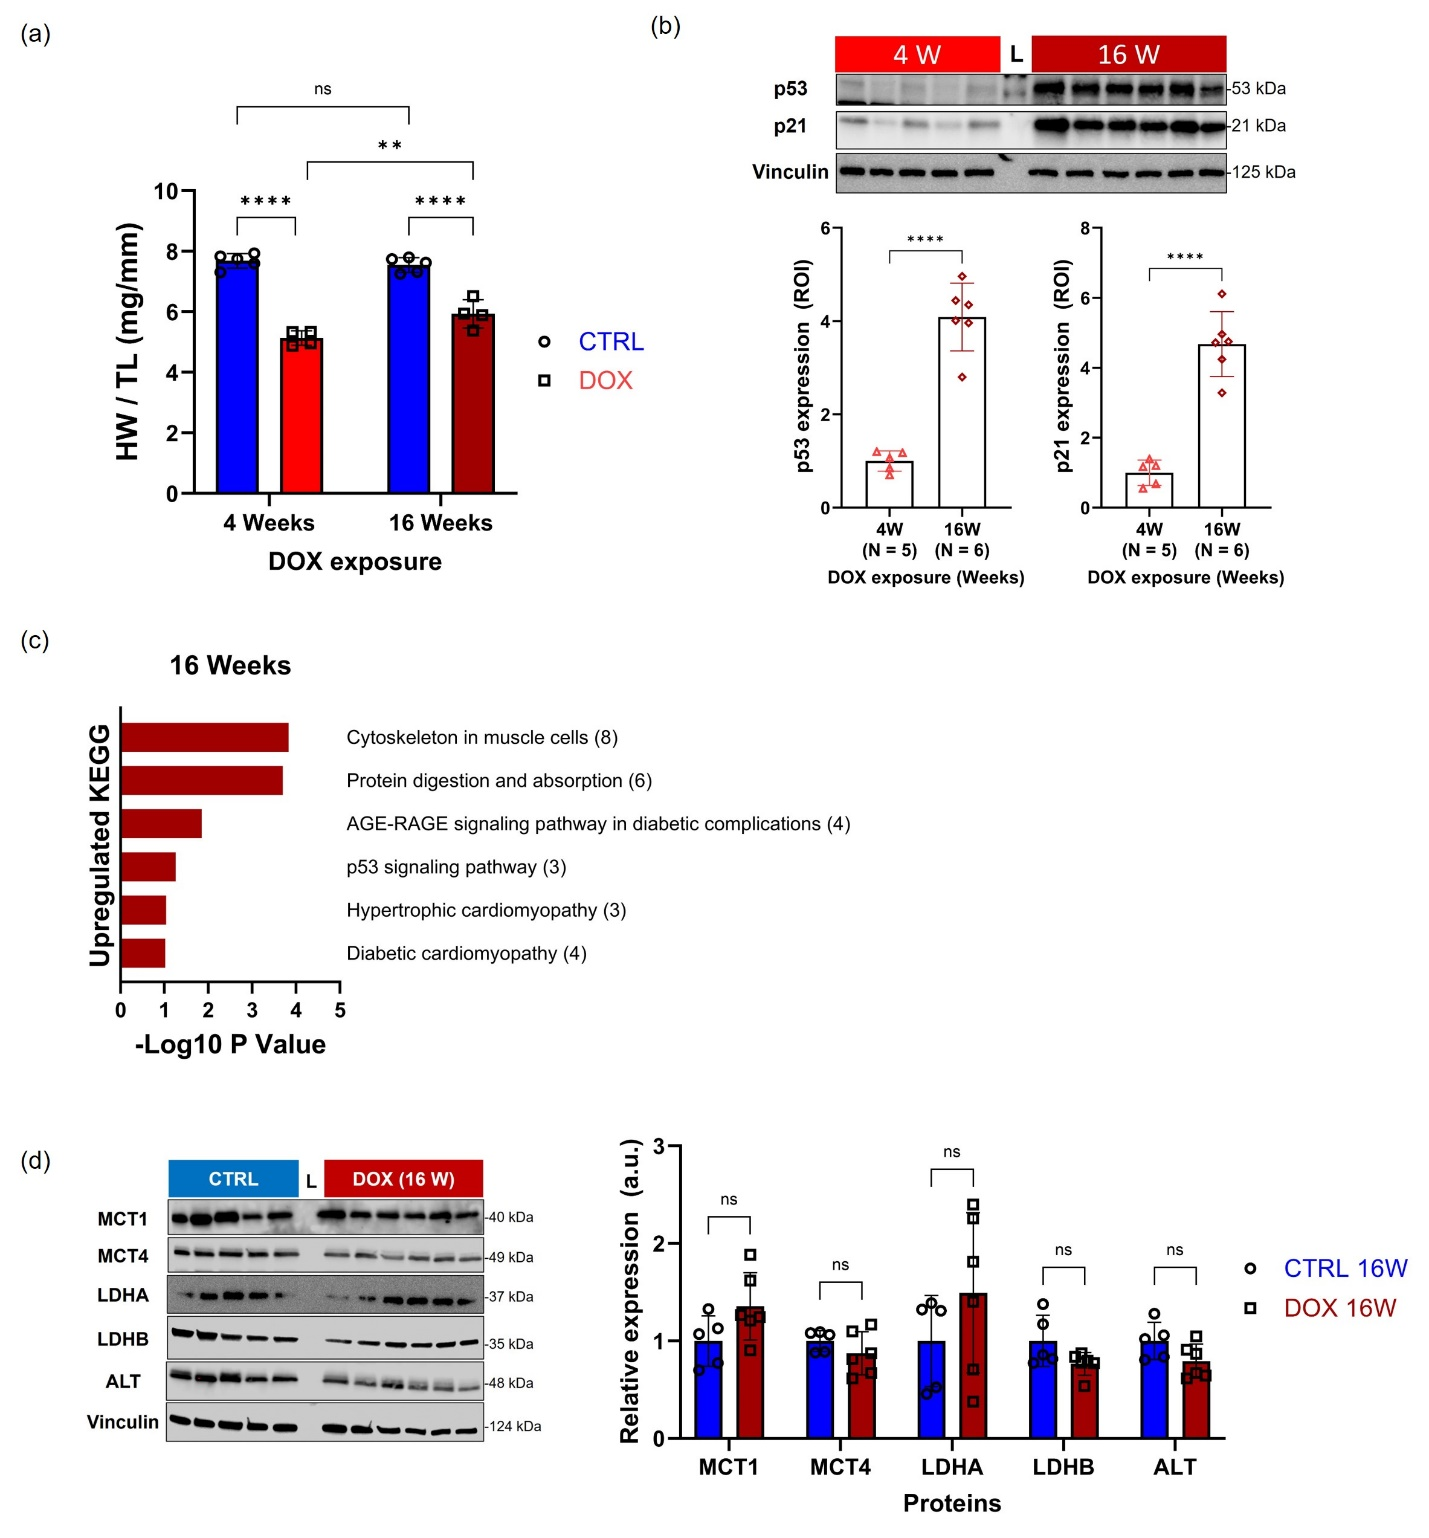 (a)
ns
**
**** ****
10
8
6
4
2
0
HW / TL (mg/mm)
4 Weeks 16 Weeks
DOX exposure
CTRL
DOX
(b)
4 W L 16 W
p53 -53 kDa
p21 -21 kDa
Vinculin -125 kDa
6
4
2
0
p53 expression (ROI)
****
4W 16W
(N = 5) (N = 6)
DOX exposure (Weeks)
8
6
4
2
0
p21 expression (ROI)
****
4W 16W
(N = 5) (N = 6)
DOX exposure (Weeks)
(c)
16 Weeks
Upregulated KEGG
Cytoskeleton in muscle cells (8)
Protein digestion and absorption (6)
AGE-RAGE signaling pathway in diabetic complications (4)
p53 signaling pathway (3)
Hypertrophic cardiomyopathy (3)
Diabetic cardiomyopathy (4)
0 1 2 3 4 5
-Log10 P Value
(d)
CTRL L DOX (16 W)
MCT1 -40 kDa
MCT4 -49 kDa
LDHA -37 kDa
LDHB -35 kDa
ALT -48 kDa
Vinculin -124 kDa
3
2
1
0
Relative expression (a.u.)
ns ns ns ns ns
MCT1 MCT4 LDHA LDHB ALT
Proteins
CTRL 16W
DOX 16W